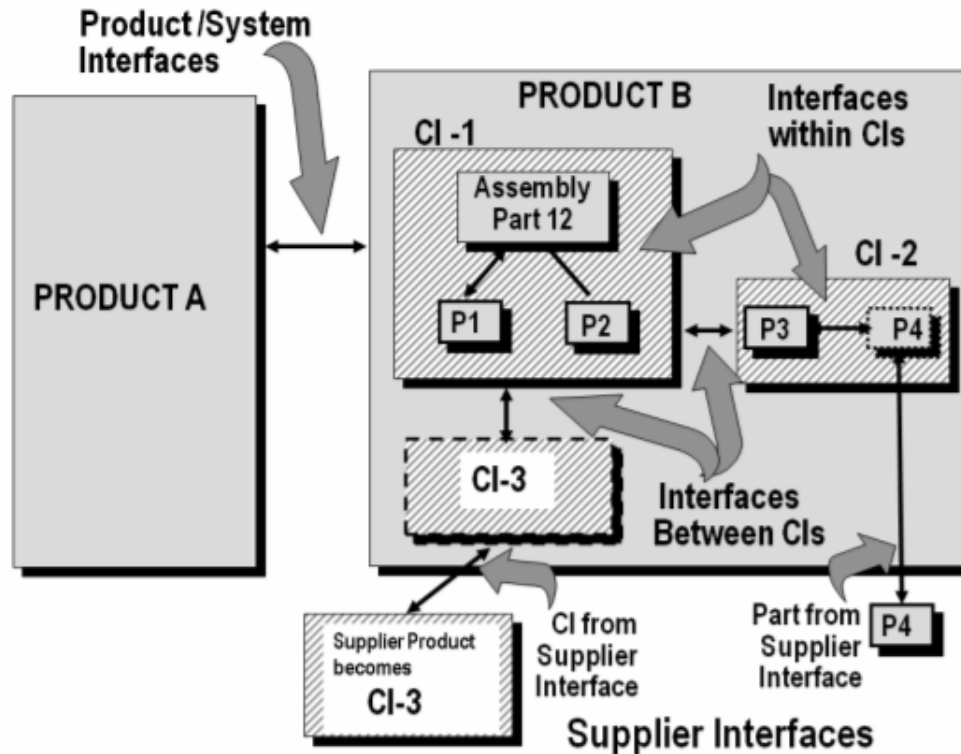 Product /System
Interfaces
PRODUCT A
PRODUCT B
CI -1
Assembly
Part 12
P1
P2
Interfaces
within CIs
CI -2
P3
P4
CI-3
Interfaces
Between CIs
Supplier Product
becomes
CI-3
CI from
Supplier
Interface
Part from
Supplier
Interface
P4
Supplier Interfaces